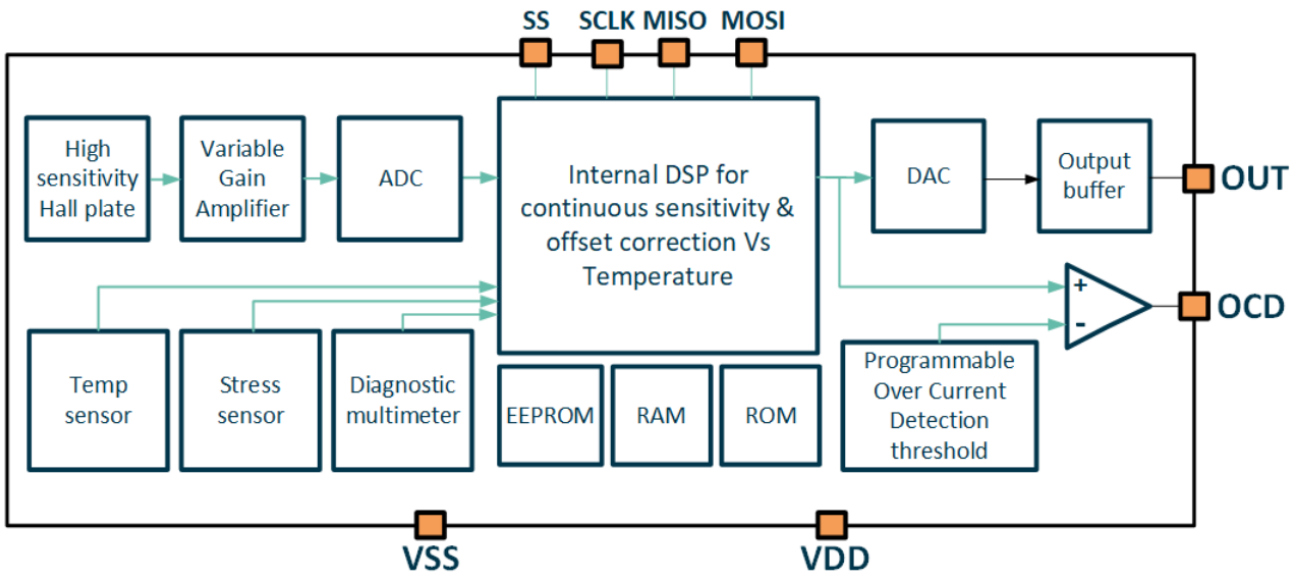 SS SCLK MISO MOSI
High
sensitivity
Hall plate
Variable
Gain
Amplifier
ADC
Internal DSP for
continuous sensitivity &
offset correction Vs
Temperature
DAC
Output
buffer
OUT
+
-
OCD
Temp
sensor
Stress
sensor
Diagnostic
multimeter
EEPROM
RAM
ROM
Programmable
Over Current
Detection
threshold
VSS
VDD